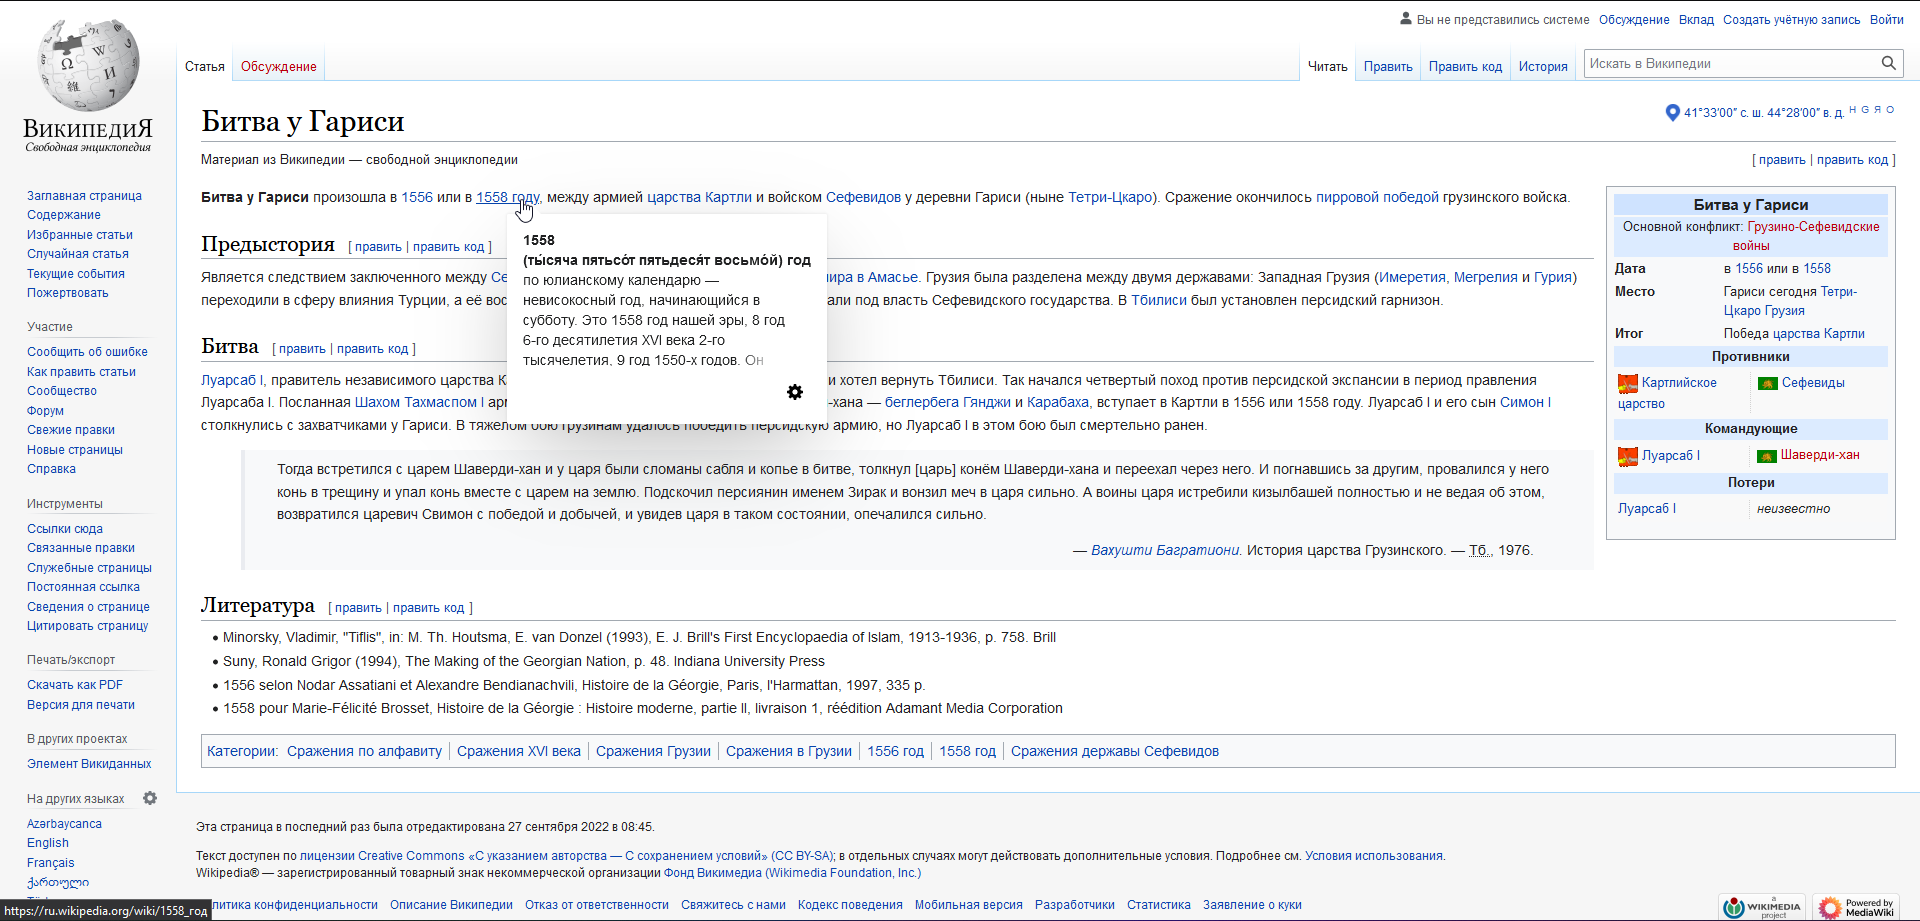 Вы не представились системе Обсуждение Вклад Создать учётную запись Войти
ВИКИПЕДИЯ
Свободная энциклопедия
Статья Обсуждение Читать Править Править код История Искать в Википедии
Битва у Гариси
41°33′00″ с. ш. 44°28′00″ в. д. H G Я O
Материал из Википедии — свободной энциклопедии
[ править | править код ]
Битва у Гариси произошла в 1556 или в 1558 году, между армией царства Картли и войском Сефевидов у деревни Гариси (ныне Тетри-Цкаро). Сражение окончилось пирровой победой грузинского войска.
Предыстория [ править | править код ]
Является следствием заключенного между Се
ира в Амасье. Грузия была разделена между двумя державами: Западная Грузия (Имеретия, Мегрелия и Гурия)
переходили в сферу влияния Турции, а её вос
али под власть Сефевидского государства. В Тбилиси был установлен персидский гарнизон.
Битва [ править | править код ]
Луарсаб I, правитель независимого царства К
и хотел вернуть Тбилиси. Так начался четвертый поход против персидской экспансии в период правления
Луарсаба I. Посланная Шахом Тахмаспом I арм
-хана — беглербега Гянджи и Карабаха, вступает в Картли в 1556 или 1558 году. Луарсаб I и его сын Симон I
столкнулись с захватчиками у Гариси. В тяжелом бою грузинам удалось победить персидскую армию, но Луарсаб I в этом бою был смертельно ранен.
1558
(ты́сяча пятьсо́т пятьдеся́т восьмо́й) год
по юлианскому календарю —
невисокосный год, начинающийся в
субботу. Это 1558 год нашей эры, 8 год
6-го десятилетия XVI века 2-го
тысячелетия, 9 год 1550-х годов. Он
Тогда встретился с царем Шаверди-хан и у царя были сломаны сабля и копье в битве, толкнул [царь] конём Шаверди-хана и переехал через него. И погнавшись за другим, провалился у него
конь в трещину и упал конь вместе с царем на землю. Подскочил персиянин именем Зирак и вонзил меч в царя сильно. А воины царя истребили кизылбашей полностью и не ведая об этом,
возвратился царевич Свимон с победой и добычей, и увидев царя в таком состоянии, опечалился сильно.
— Вахушти Багратиони. История царства Грузинского. — Тб., 1976.
Литература [ править | править код ]
• Minorsky, Vladimir, "Tiflis", in: M. Th. Houtsma, E. van Donzel (1993), E. J. Brill's First Encyclopaedia of Islam, 1913-1936, p. 758. Brill
• Suny, Ronald Grigor (1994), The Making of the Georgian Nation, p. 48. Indiana University Press
• 1556 selon Nodar Assatiani et Alexandre Bendianachvili, Histoire de la Géorgie, Paris, l'Harmattan, 1997, 335 p.
• 1558 pour Marie-Félicité Brosset, Histoire de la Géorgie : Histoire moderne, partie II, livraison 1, réédition Adamant Media Corporation
Категории: Сражения по алфавиту | Сражения XVI века | Сражения Грузии | Сражения в Грузии | 1556 год | 1558 год | Сражения державы Сефевидов
Битва у Гариси
Основной конфликт: Грузино-Сефевидские
войны
Дата в 1556 или в 1558
Место Гариси сегодня Тетри-
Цкаро Грузия
Итог Победа царства Картли
Противники
Картлийское
царство
Сефевиды
Командующие
Луарсаб I Шаверди-хан
Потери
Луарсаб I неизвестно
Заглавная страница
Содержание
Избранные статьи
Случайная статья
Текущие события
Пожертвовать
Участие
Сообщить об ошибке
Как править статьи
Сообщество
Форум
Свежие правки
Новые страницы
Справка
Инструменты
Ссылки сюда
Связанные правки
Служебные страницы
Постоянная ссылка
Сведения о странице
Цитировать страницу
Печать/экспорт
Скачать как PDF
Версия для печати
В других проектах
Элемент Викиданных
На других языках
Azərbaycanca
English
Français
ქართული
Эта страница в последний раз была отредактирована 27 сентября 2022 в 08:45.
Текст доступен по лицензии Creative Commons «С указанием авторства — С сохранением условий» (CC BY-SA); в отдельных случаях могут действовать дополнительные условия. Подробнее см. Условия использования.
Wikipedia® — зарегистрированный товарный знак некоммерческой организации Фонд Викимедиа (Wikimedia Foundation, Inc.)
литика конфиденциальности Описание Википедии Отказ от ответственности Свяжитесь с нами Кодекс поведения Мобильная версия Разработчики Статистика Заявление о куки
a WIKIMEDIA project
Powered by MediaWiki
https://ru.wikipedia.org/wiki/1558_год